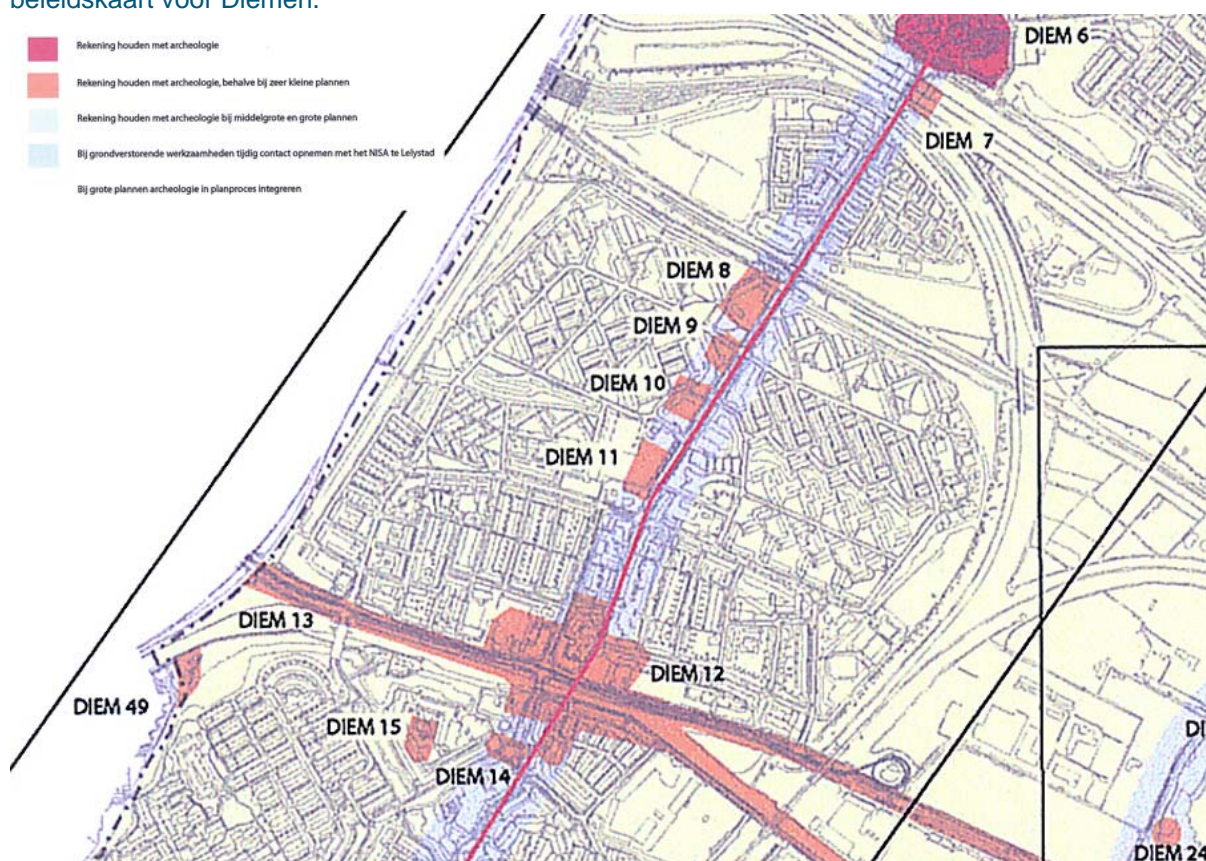 beleidskaart voor Diemen.
Rekening houden met archeologie
Rekening houden met archeologie, behalve bij zeer kleine plannen
Rekening houden met archeologie bij middelgrote en grote plannen
Bij grondverstorende werkzaamheden tijdig contact opnemen met het NISA te Lelystad
Bij grote plannen archeologie in planproces integreren
DIEM 6
DIEM 7
DIEM 8
DIEM 9
DIEM 10
DIEM 11
DIEM 13
DIEM 12
DIEM 49
DIEM 15
DIEM 14
DIEM 24